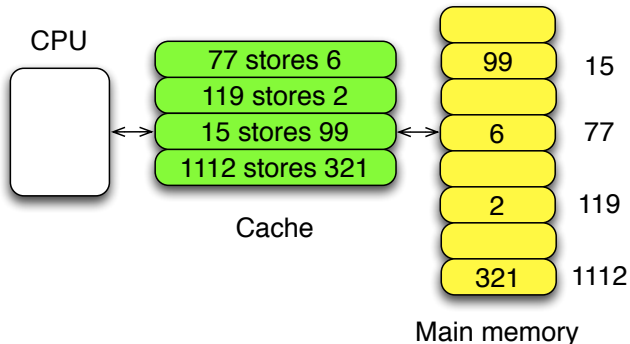 CPU
77 stores 6
119 stores 2
15 stores 99
1112 stores 321
Cache
99 15
6 77
2 119
321 1112
Main memory